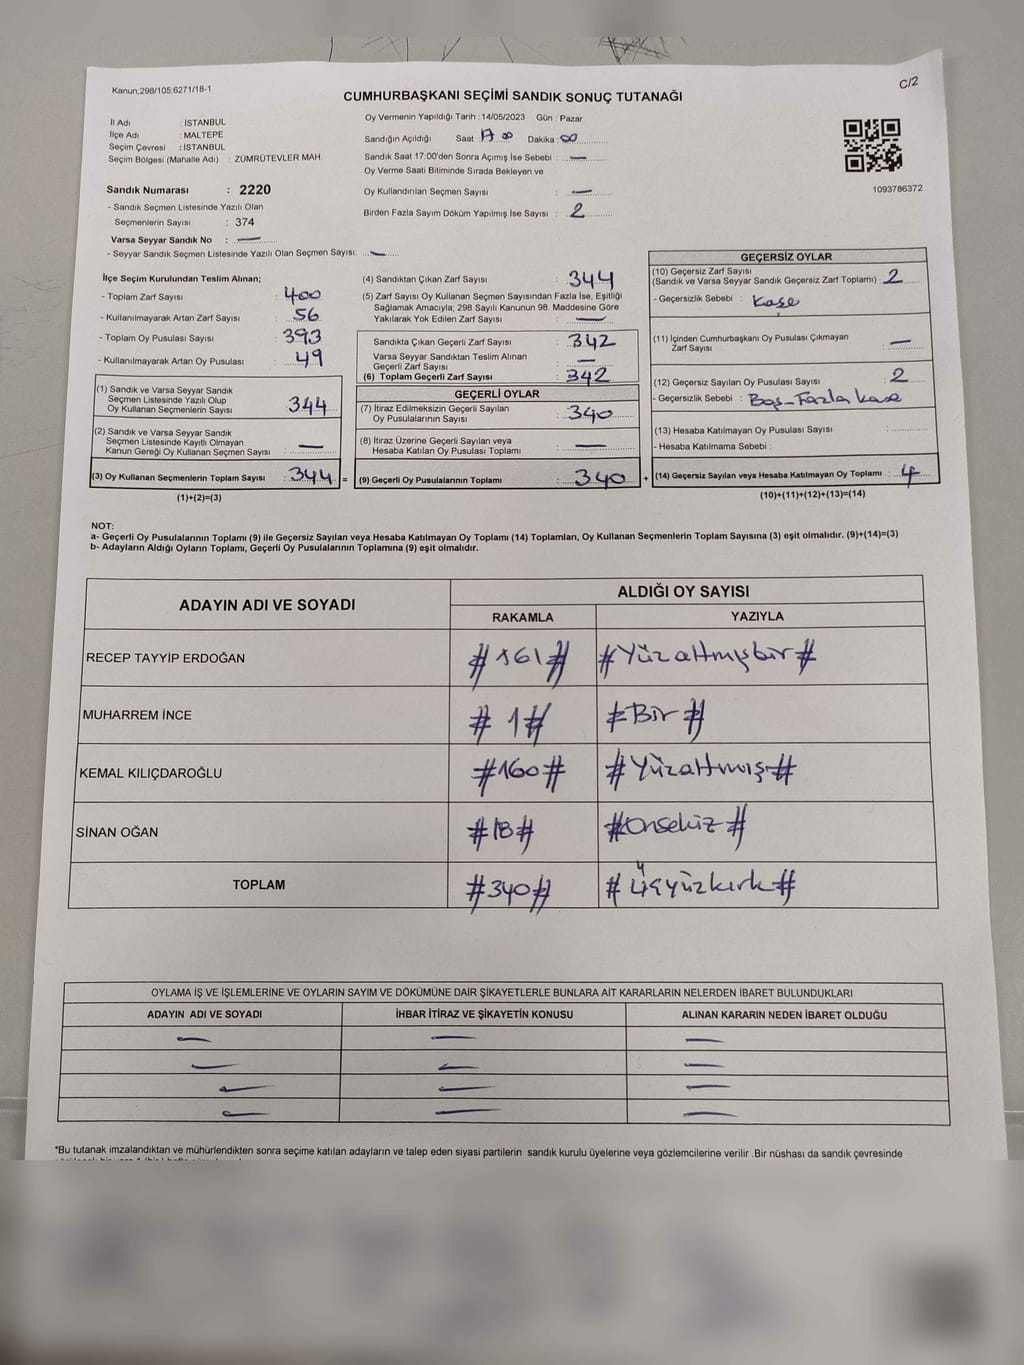 Kanun;298/105;6271/18-1
C/2
CUMHURBAŞKANI SEÇİMİ SANDIK SONUÇ TUTANAĞI
İl Adı : İSTANBUL
İlçe Adı : MALTEPE
Seçim Çevresi : İSTANBUL
Seçim Bölgesi (Mahalle Adı) : ZÜMRÜTEVLER MAH.
Oy Vermenin Yapıldığı Tarih : 14/05/2023 Gün : Pazar
Sandığın Açıldığı Saat 17 00 Dakika : 00
Sandık Saat 17:00'den Sonra Açımış İse Sebebi : —
Oy Verme Saati Bitiminde Sırada Bekleyen ve
Oy Kullandırılan Seçmen Sayısı : —
Birden Fazla Sayım Döküm Yapılmış İse Sayısı : 2
1093786372
Sandık Numarası : 2220
- Sandık Seçmen Listesinde Yazılı Olan
Seçmenlerin Sayısı : 374
Varsa Seyyar Sandık No : —
- Seyyar Sandık Seçmen Listesinde Yazılı Olan Seçmen Sayısı: —
İlçe Seçim Kurulundan Teslim Alınan;
- Toplam Zarf Sayısı : 400
- Kullanılmayarak Artan Zarf Sayısı : 56
- Toplam Oy Pusulası Sayısı : 393
- Kullanılmayarak Artan Oy Pusulası : 49
(1) Sandık ve Varsa Seyyar Sandık
Seçmen Listesinde Yazılı Olup
Oy Kullanan Seçmenlerin Sayısı : 344
(2) Sandık ve Varsa Seyyar Sandık
Seçmen Listesinde Kayıtlı Olmayan
Kanun Gereği Oy Kullanan Seçmen Sayısı : —
(3) Oy Kullanan Seçmenlerin Toplam Sayısı : 344 =
(1)+(2)=(3)
(4) Sandıktan Çıkan Zarf Sayısı : 344
(5) Zarf Sayısı Oy Kullanan Seçmen Sayısından Fazla İse, Eşitliği
Sağlamak Amacıyla; 298 Sayılı Kanunun 98. Maddesine Göre
Yakılarak Yok Edilen Zarf Sayısı : —
Sandıkta Çıkan Geçerli Zarf Sayısı : 342
Varsa Seyyar Sandıktan Teslim Alınan
Geçerli Zarf Sayısı : —
(6) Toplam Geçerli Zarf Sayısı : 342
GEÇERLİ OYLAR
(7) İtiraz Edilmeksizin Geçerli Sayılan
Oy Pusulalarının Sayısı : 340
(8) İtiraz Üzerine Geçerli Sayılan veya
Hesaba Katılan Oy Pusulası Toplamı : —
(9) Geçerli Oy Pusulalarının Toplamı : 340 +
GEÇERSİZ OYLAR
(10) Geçersiz Zarf Sayısı
(Sandık ve Varsa Seyyar Sandık Geçersiz Zarf Toplamı) : 2
- Geçersizlik Sebebi : Kaşe
(11) İçinden Cumhurbaşkanı Oy Pusulası Çıkmayan
Zarf Sayısı : —
(12) Geçersiz Sayılan Oy Pusulası Sayısı : 2
- Geçersizlik Sebebi : Boş-Fazla Kaşe
(13) Hesaba Katılmayan Oy Pusulası Sayısı :
- Hesaba Katılmama Sebebi :
(14) Geçersiz Sayılan veya Hesaba Katılmayan Oy Toplamı : 4
(10)+(11)+(12)+(13)=(14)
NOT:
a- Geçerli Oy Pusulalarının Toplamı (9) ile Geçersiz Sayılan veya Hesaba Katılmayan Oy Toplamı (14) Toplamları, Oy Kullanan Seçmenlerin Toplam Sayısına (3) eşit olmalıdır. (9)+(14)=(3)
b- Adayların Aldığı Oyların Toplamı, Geçerli Oy Pusulalarının Toplamına (9) eşit olmalıdır.
ADAYIN ADI VE SOYADI ALDIĞI OY SAYISI
RAKAMLA YAZIYLA
RECEP TAYYİP ERDOĞAN #161# #Yüzaltmışbir#
MUHARREM İNCE #1# #Bir#
KEMAL KILIÇDAROĞLU #160# #Yüzaltmış#
SİNAN OĞAN #18# #Onsekiz#
TOPLAM #340# #Üçyüzkırk#
OYLAMA İŞ VE İŞLEMLERİNE VE OYLARIN SAYIM VE DÖKÜMÜNE DAİR ŞİKAYETLERLE BUNLARA AİT KARARLARIN NELERDEN İBARET BULUNDUKLARI
ADAYIN ADI VE SOYADI İHBAR İTİRAZ VE ŞİKAYETİN KONUSU ALINAN KARARIN NEDEN İBARET OLDUĞU
— — —
— — —
— — —
— — —
*Bu tutanak imzalandıktan ve mühürlendikten sonra seçime katılan adayların ve talep eden siyasi partilerin sandık kurulu üyelerine veya gözlemcilerine verilir .Bir nüshası da sandık çevresinde